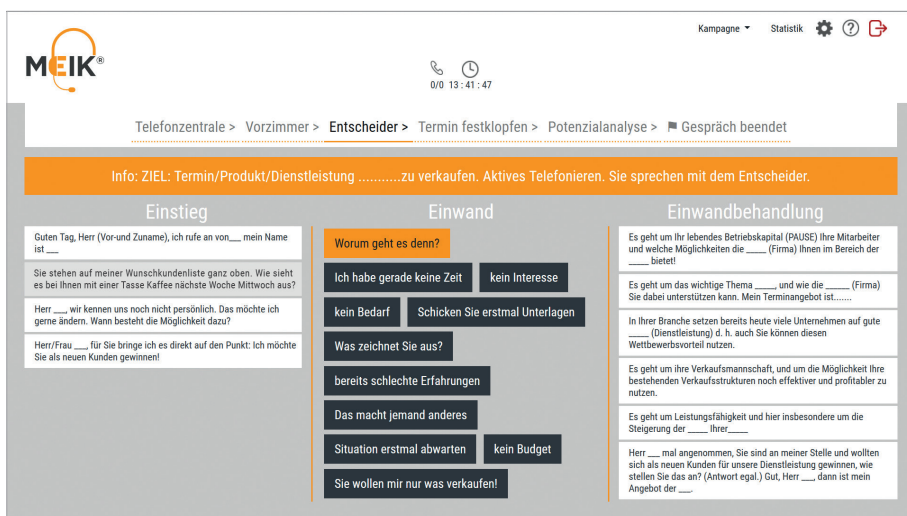 Kampagne Statistik
MEIK®
0/0 13 : 41 : 47
Telefonzentrale > Vorzimmer > Entscheider > Termin festklopfen > Potenzialanalyse > Gespräch beendet
Info: ZIEL: Termin/Produkt/Dienstleistung ...........zu verkaufen. Aktives Telefonieren. Sie sprechen mit dem Entscheider.
Einstieg
Guten Tag, Herr (Vor-und Zuname), ich rufe an von___ mein Name
ist ___
Sie stehen auf meiner Wunschkundenliste ganz oben. Wie sieht
es bei Ihnen mit einer Tasse Kaffee nächste Woche Mittwoch aus?
Herr ___, wir kennen uns noch nicht persönlich. Das möchte ich
gerne ändern. Wann besteht die Möglichkeit dazu?
Herr/Frau ___, für Sie bringe ich es direkt auf den Punkt: Ich möchte
Sie als neuen Kunden gewinnen!
Einwand
Worum geht es denn?
Ich habe gerade keine Zeit kein Interesse
kein Bedarf Schicken Sie erstmal Unterlagen
Was zeichnet Sie aus?
bereits schlechte Erfahrungen
Das macht jemand anderes
Situation erstmal abwarten kein Budget
Sie wollen mir nur was verkaufen!
Einwandbehandlung
Es geht um Ihr lebendes Betriebskapital (PAUSE) Ihre Mitarbeiter
und welche Möglichkeiten die _____ (Firma) Ihnen im Bereich der
_____ bietet!
Es geht um das wichtige Thema _____, und wie die ______ (Firma)
Sie dabei unterstützen kann. Mein Terminangebot ist.......
In Ihrer Branche setzen bereits heute viele Unternehmen auf gute
_____ (Dienstleistung) d. h. auch Sie können diesen
Wettbewerbsvorteil nutzen.
Es geht um ihre Verkaufsmannschaft, und um die Möglichkeit Ihre
bestehenden Verkaufsstrukturen noch effektiver und profitabler zu
nutzen.
Es geht um Leistungsfähigkeit und hier insbesondere um die
Steigerung der _____ Ihrer_____
Herr ___ mal angenommen, Sie sind an meiner Stelle und wollten
sich als neuen Kunden für unsere Dienstleistung gewinnen, wie
stellen Sie das an? (Antwort egal.) Gut, Herr ___, dann ist mein
Angebot der ___.